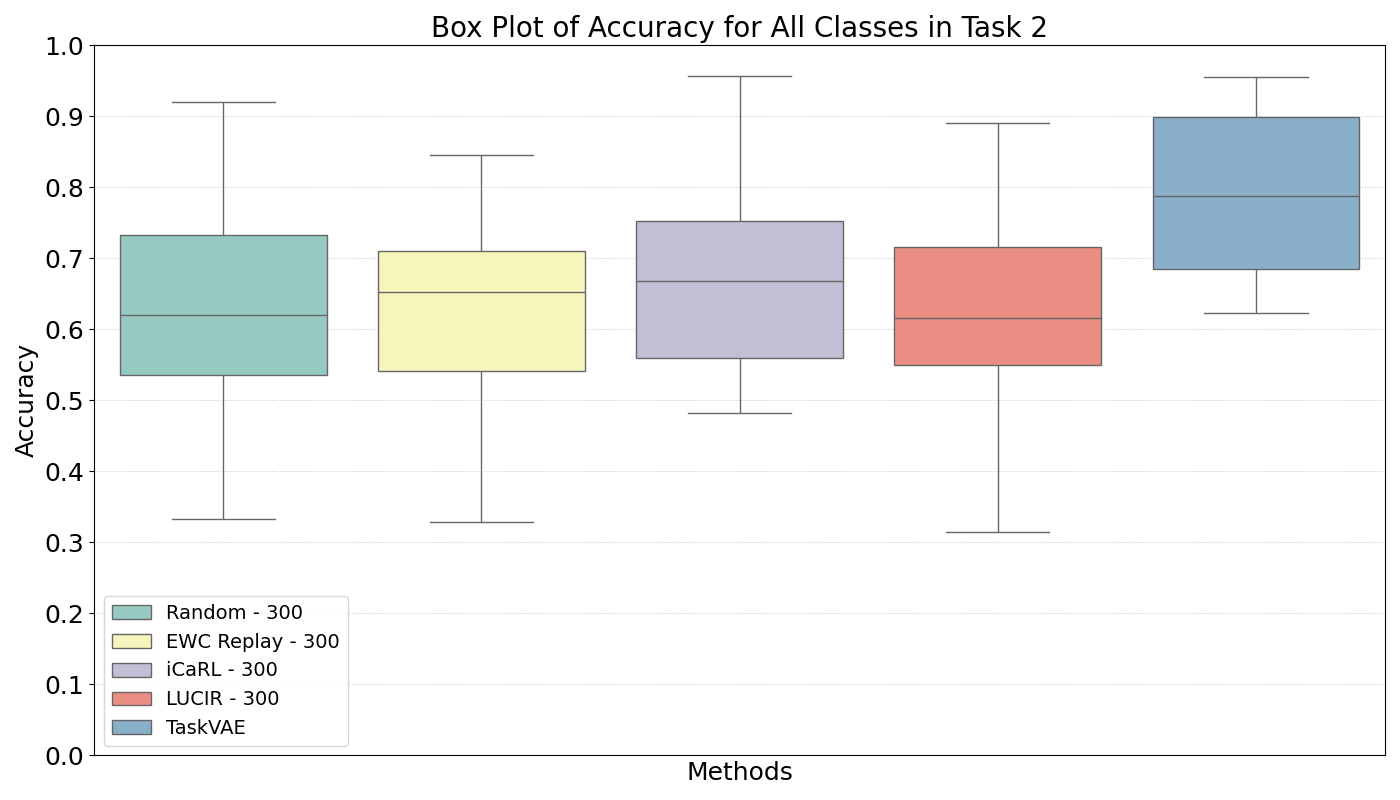 Box Plot of Accuracy for All Classes in Task 2
1.0
0.9
0.8
0.7
0.6
0.5
0.4
0.3
0.2
0.1
0.0
Accuracy
Random - 300
EWC Replay - 300
iCaRL - 300
LUCIR - 300
TaskVAE
Methods